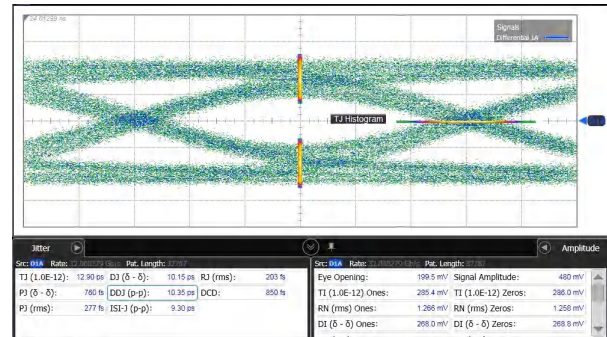 Signals
Differential 1A
TJ Histogram
Jitter
Amplitude
Src: D1A Rate: Pat. Length: 32767
Src: D1A Rate: Pat. Length:
TJ (1.0E-12): 12.90 ps DJ (δ - δ): 10.15 ps RJ (rms): 203 fs
PJ (δ - δ): 760 fs DDJ (p-p): 10.35 ps DCD: 850 fs
PJ (rms): 277 fs ISI-J (p-p): 9.30 ps
Eye Opening: 199.5 mV Signal Amplitude: 480 mV
TI (1.0E-12) Ones: 285.4 mV TI (1.0E-12) Zeros: 286.0 mV
RN (rms) Ones: 1.266 mV RN (rms) Zeros: 1.258 mV
DI (δ - δ) Ones: 268.0 mV DI (δ - δ) Zeros: 268.8 mV